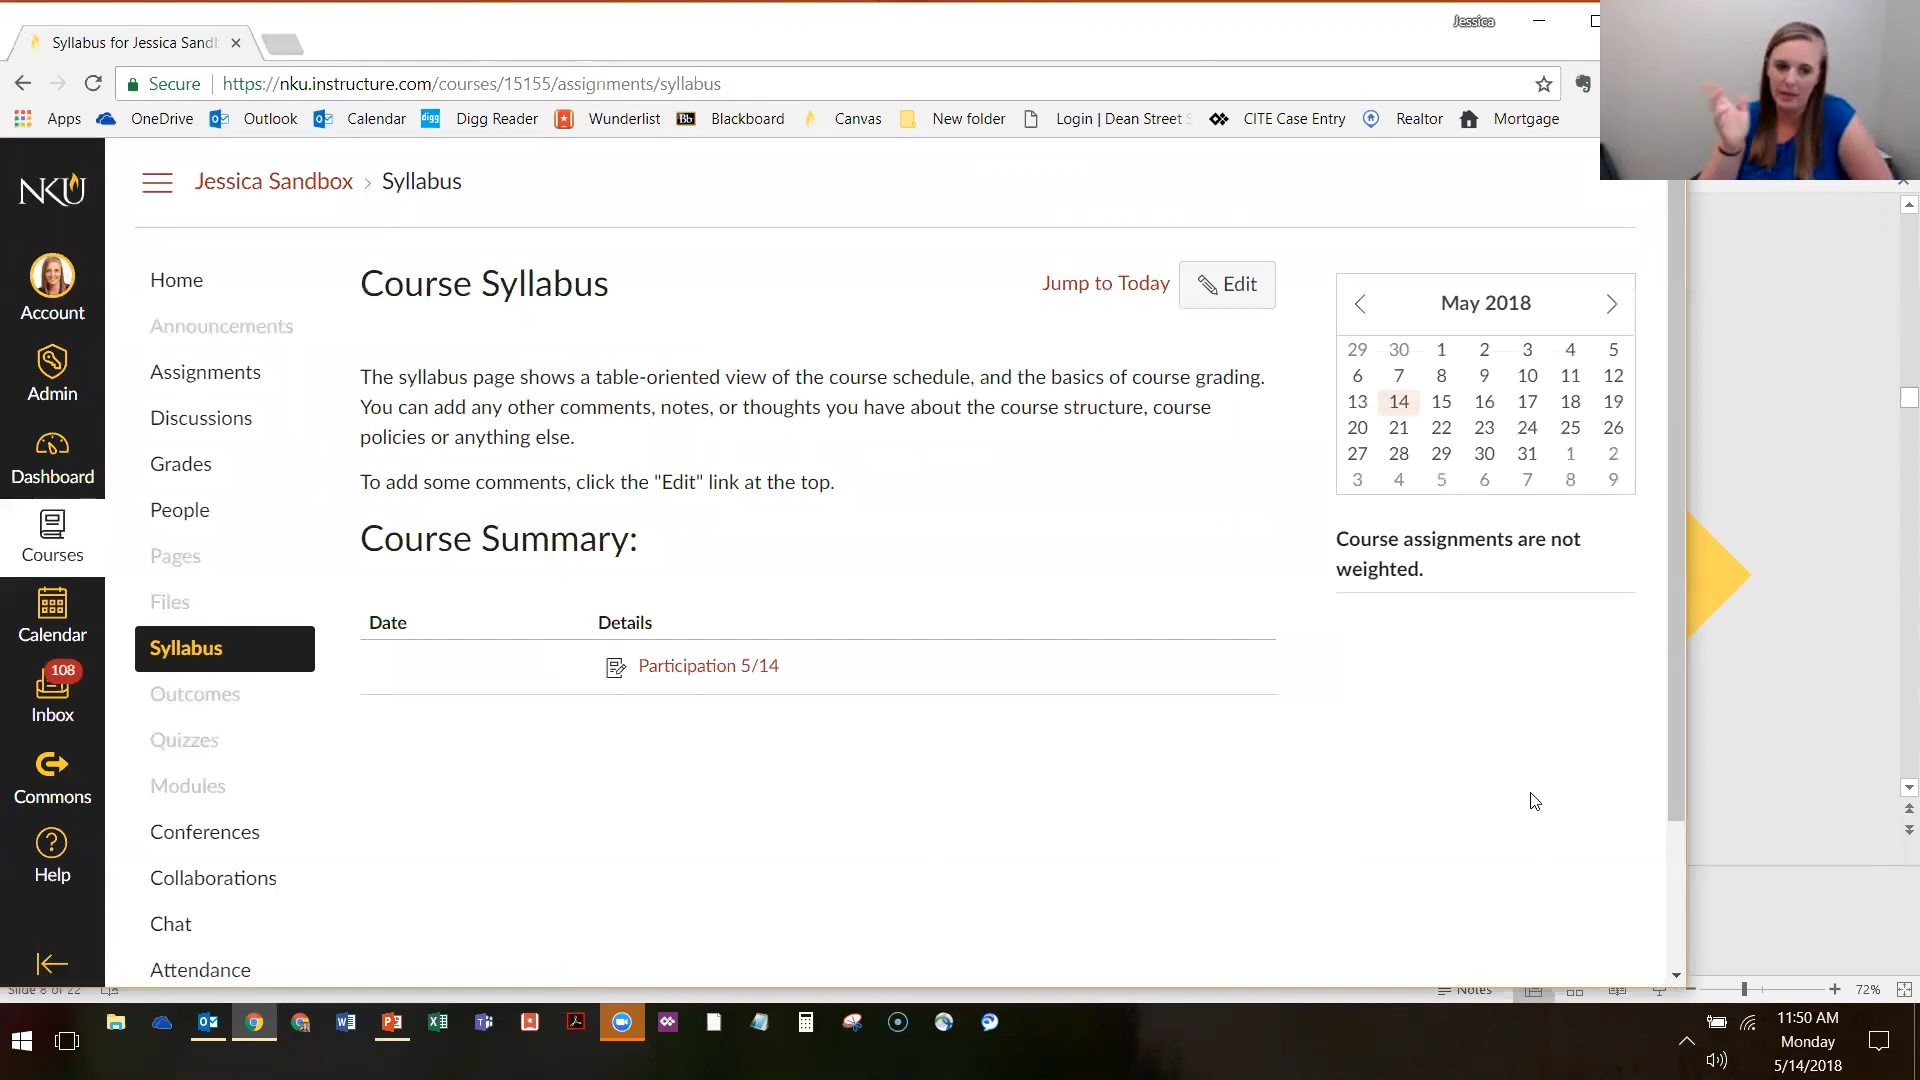 Jessica
Syllabus for Jessica Sand
Secure
https://nku.instructure.com/courses/15155/assignments/syllabus
Apps OneDrive Outlook Calendar digg Digg Reader Wunderlist Bb Blackboard Canvas New folder Login | Dean Street CITE Case Entry Realtor Mortgage
NKU
Jessica Sandbox › Syllabus
Account
Admin
Dashboard
Courses
Calendar
108
Inbox
Commons
Help
Home
Announcements
Assignments
Discussions
Grades
People
Pages
Files
Syllabus
Outcomes
Quizzes
Modules
Conferences
Collaborations
Chat
Attendance
Course Syllabus
Jump to Today
Edit
The syllabus page shows a table-oriented view of the course schedule, and the basics of course grading.
You can add any other comments, notes, or thoughts you have about the course structure, course
policies or anything else.
To add some comments, click the "Edit" link at the top.
Course Summary:
Date Details
Participation 5/14
May 2018
29 30 1 2 3 4 5
6 7 8 9 10 11 12
13 14 15 16 17 18 19
20 21 22 23 24 25 26
27 28 29 30 31 1 2
3 4 5 6 7 8 9
Course assignments are not
weighted.
Slide 8 of 22
Notes
72%
11:50 AM
Monday
5/14/2018